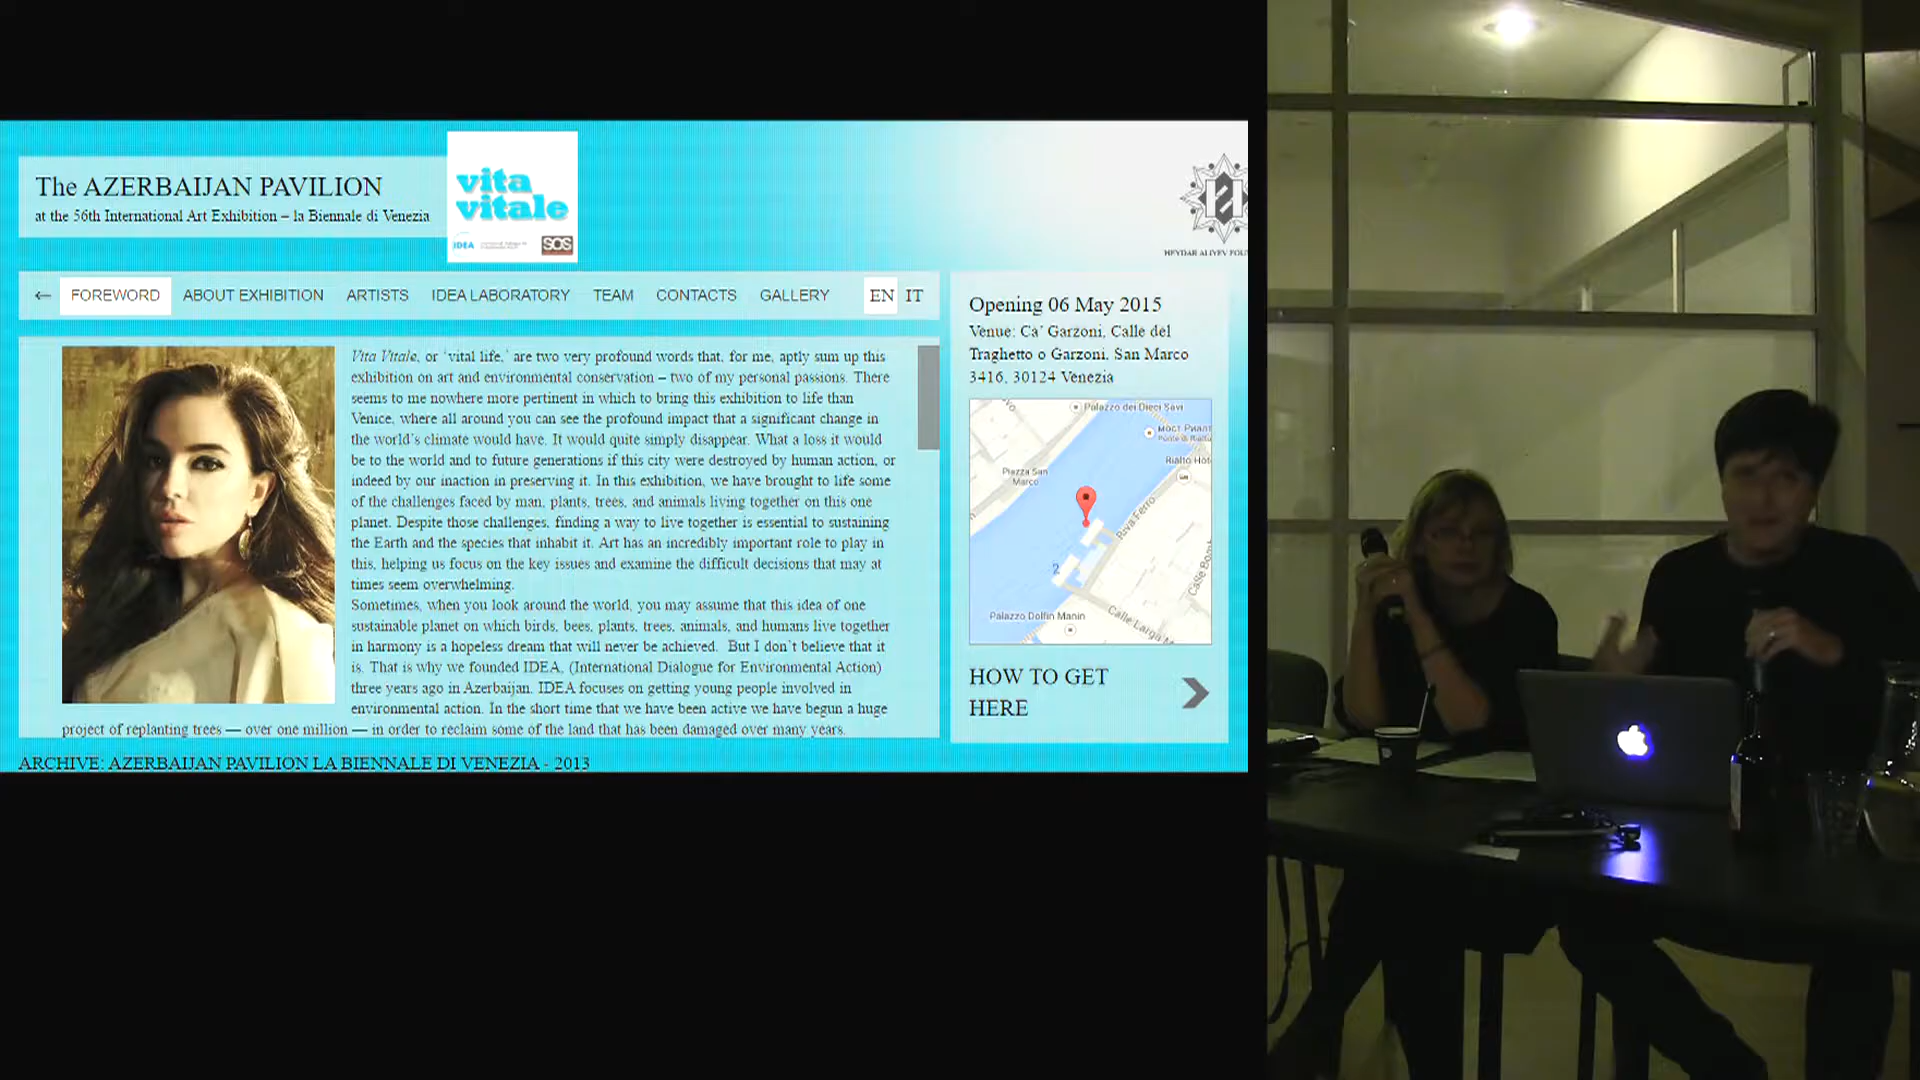 The AZERBAIJAN PAVILION
at the 56th International Art Exhibition – la Biennale di Venezia
vita
vitale
IDEA
SOS
HEYDAR ALIYEV
← FOREWORD ABOUT EXHIBITION ARTISTS IDEA LABORATORY TEAM CONTACTS GALLERY EN IT
Vita Vitale, or ‘vital life,’ are two very profound words that, for me, aptly sum up this
exhibition on art and environmental conservation – two of my personal passions. There
seems to me nowhere more pertinent in which to bring this exhibition to life than
Venice, where all around you can see the profound impact that a significant change in
the world’s climate would have. It would quite simply disappear. What a loss it would
be to the world and to future generations if this city were destroyed by human action, or
indeed by our inaction in preserving it. In this exhibition, we have brought to life some
of the challenges faced by man, plants, trees, and animals living together on this one
planet. Despite those challenges, finding a way to live together is essential to sustaining
the Earth and the species that inhabit it. Art has an incredibly important role to play in
this, helping us focus on the key issues and examine the difficult decisions that may at
times seem overwhelming.
Sometimes, when you look around the world, you may assume that this idea of one
sustainable planet on which birds, bees, plants, trees, animals, and humans live together
in harmony is a hopeless dream that will never be achieved. But I don`t believe that it
is. That is why we founded IDEA, (International Dialogue for Environmental Action)
three years ago in Azerbaijan. IDEA focuses on getting young people involved in
environmental action. In the short time that we have been active we have begun a huge
project of replanting trees — over one million — in order to reclaim some of the land that has been damaged over many years.
ARCHIVE: AZERBAIJAN PAVILION LA BIENNALE DI VENEZIA - 2013
Opening 06 May 2015
Venue: Ca’ Garzoni, Calle del
Traghetto o Garzoni, San Marco
3416, 30124 Venezia
Palazzo dei Dieci Savi
МОСТ Риалт
Ponte di Rialto
Rialto Hot
Piazza San
Marco
Riva Ferro
2
Palazzo Dolfin Manin
Calle Larga M
HOW TO GET
HERE